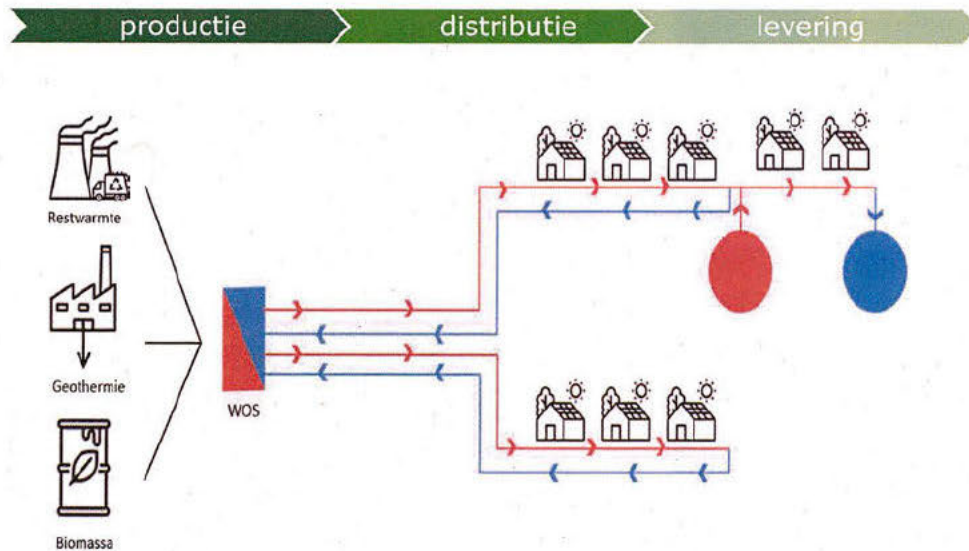 productie
distributie
levering
Restwarmte
Geothermie
WOS
Biomassa